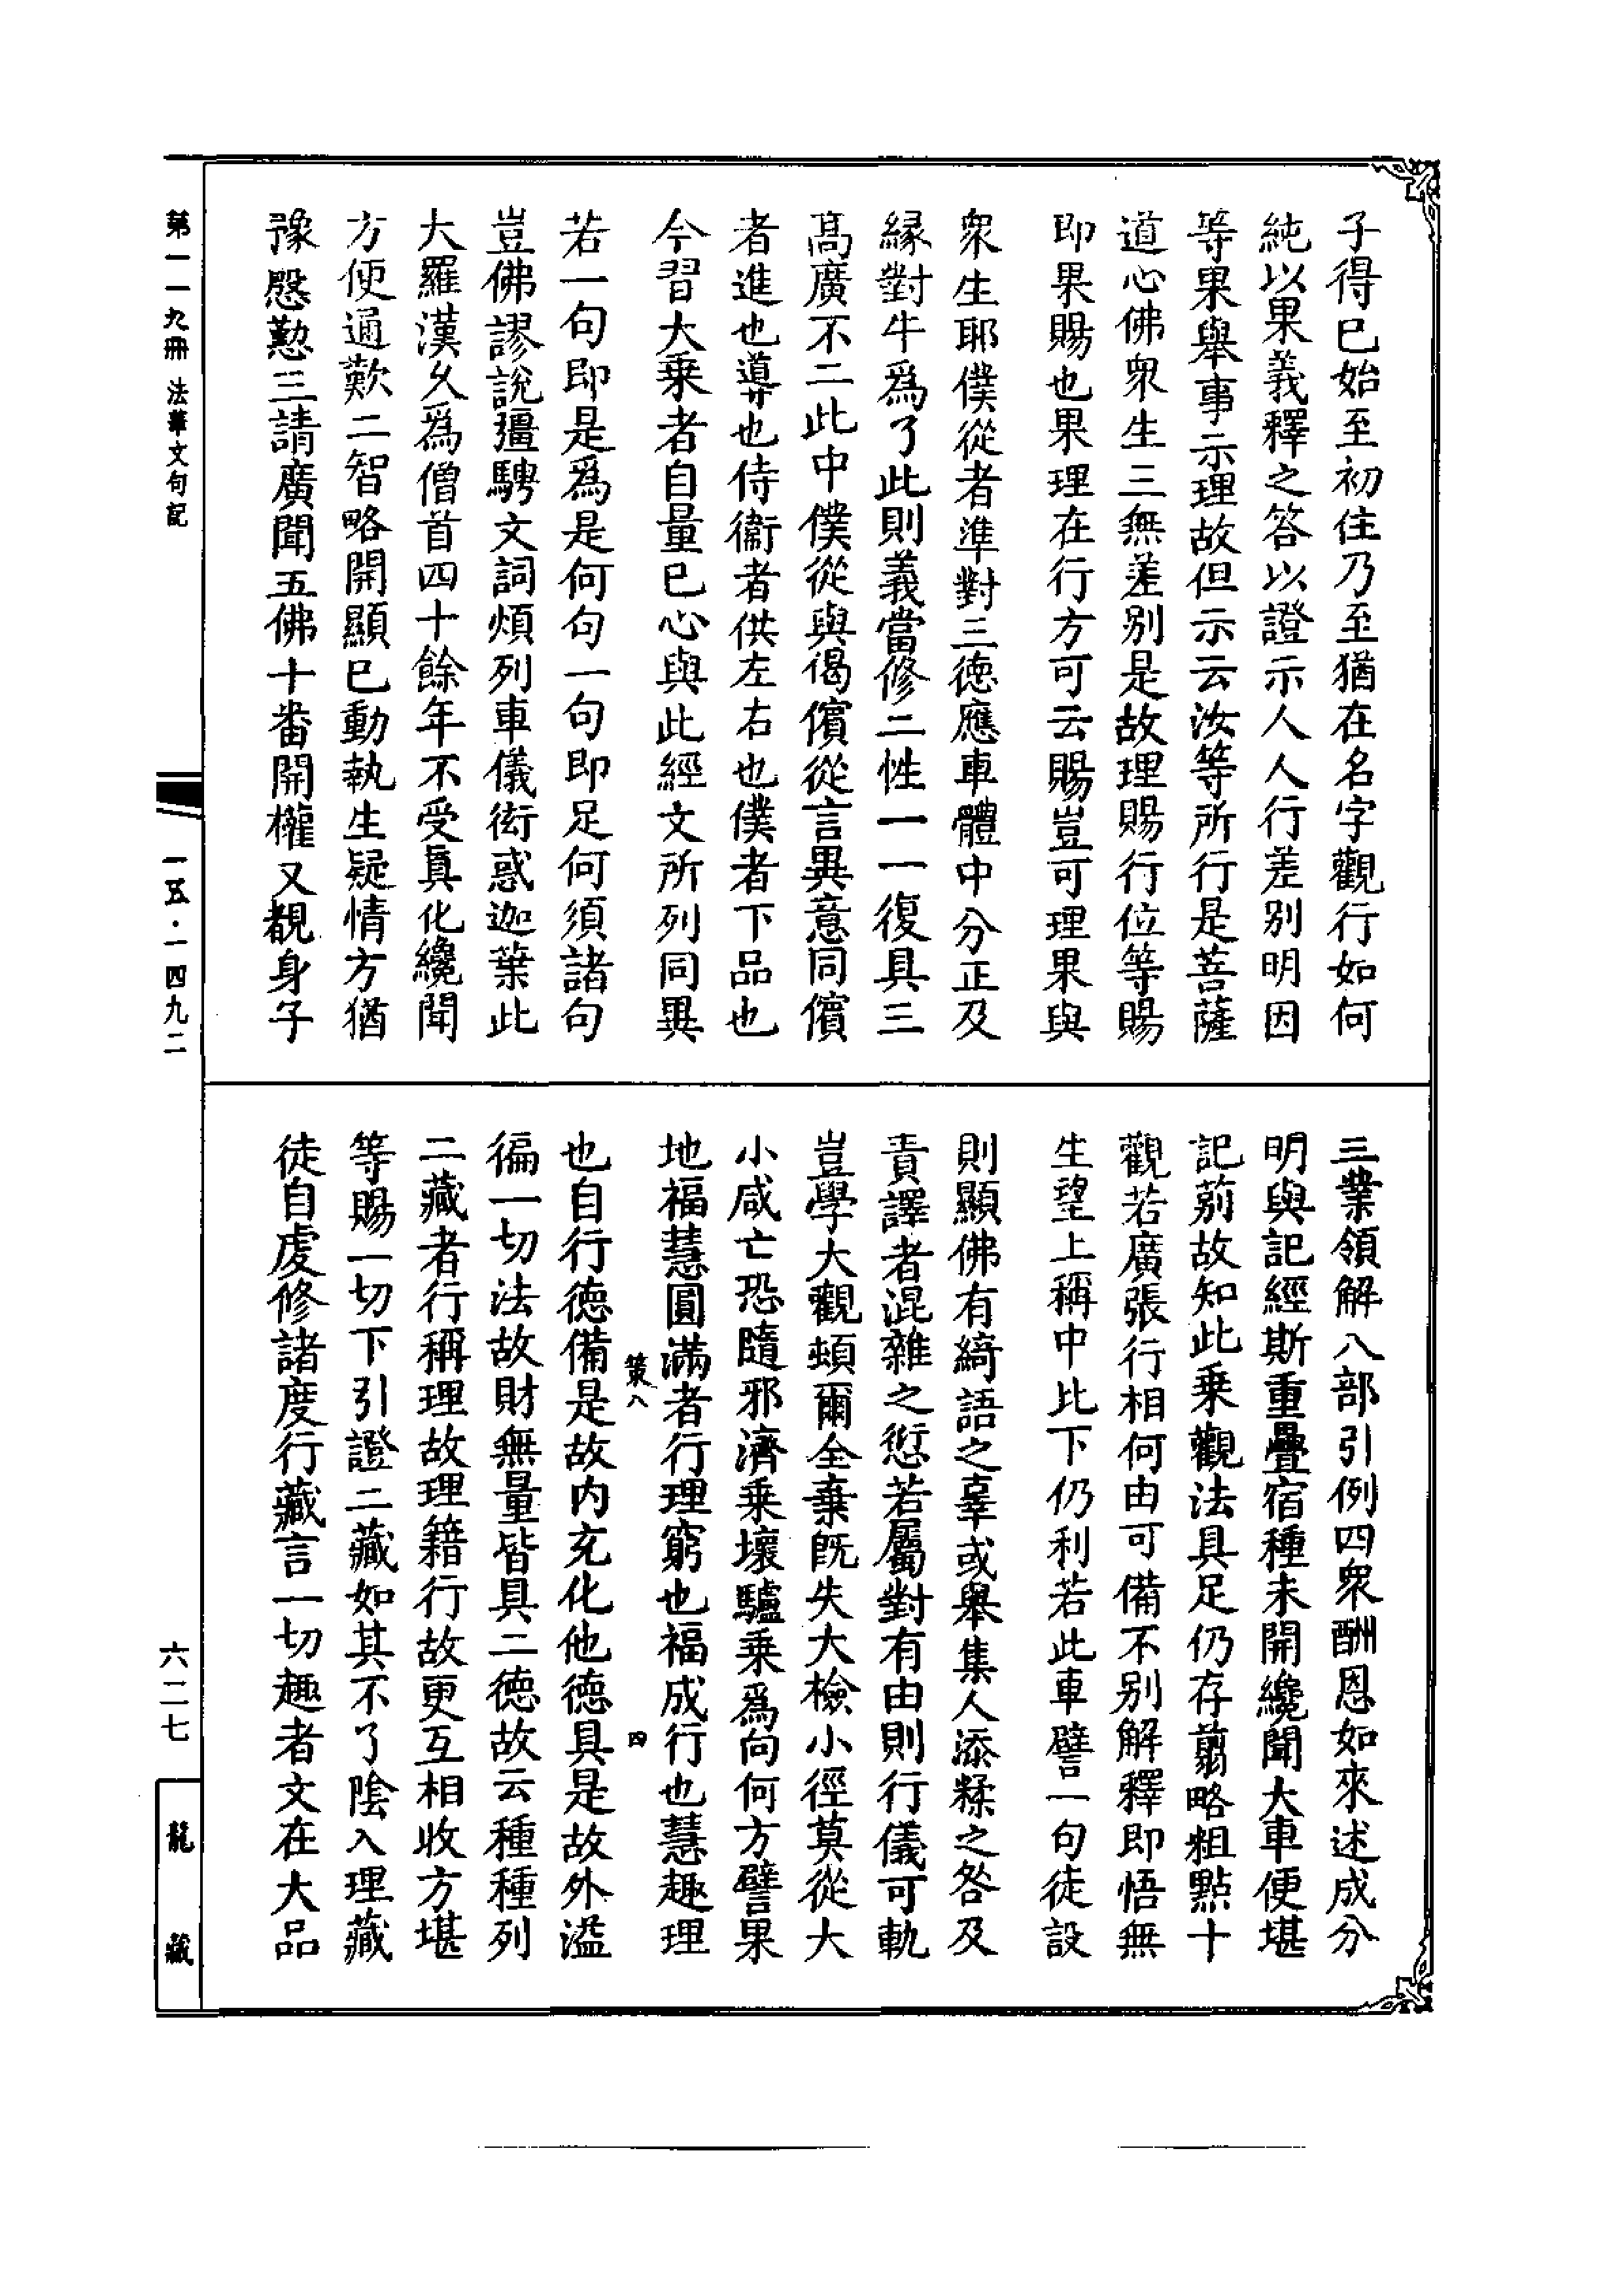 子得巳始至初住乃至猶在名字觀行如何
純以果義釋之答以證示人人行差别明因
等果舉事示理故但示云汝等所行是菩薩
道心佛衆生三無差别是故理賜行位等賜
即果賜也果理在行方可云賜豈可理果與
衆生耶僕從者準對三德應車體中分正及
緣對牛爲了此則義當修二性一一復具三
高廣不二此中僕從與偈儐從言異意同儐
者進也導也侍衞者供左右也僕者下品也
今習大乘者自量已心與此經文所列同異
若一句即是爲是何句一句即足何須諸句
豈佛謬說彊騁文詞煩列車儀衒惑迦葉此
大羅漢久爲僧首四十餘年不受真化纔聞
方便通歎二智略開顯巳動執生疑情方猶
豫慇懃三請廣聞五佛十番開權又覩身子
三業領解八部引例四衆酬恩如來述成分
明與記經斯重疊宿種未開纔聞大車便堪
記莂故知此乘觀法具足仍存翦略粗點十
觀若廣張行相何由可備不别解釋即悟無
生望上稱中比下仍利若此車譬一句徒設
則顯佛有綺語之辜或舉集人添糅之咎及
責譯者混雜之愆若屬對有由則行儀可軌
豈學大觀頓爾全棄旣失大檢小徑莫從大
小咸亡恐隨邪濟乘壞驢乘爲向何方譬果
地福慧圓滿者行理窮也福成行也慧趣理
也自行德備是故内充化他德具是故外溢
徧一切法故財無量皆具三德故云種種列
二藏者行稱理故理籍行故更互相收方堪
等賜一切下引證二藏如其不了陰入理藏
徒自虔修諸度行藏言一切趣者文在大品
策八
四
第一一九冊 法華文句記
一五·一四九二
六二七
龍藏